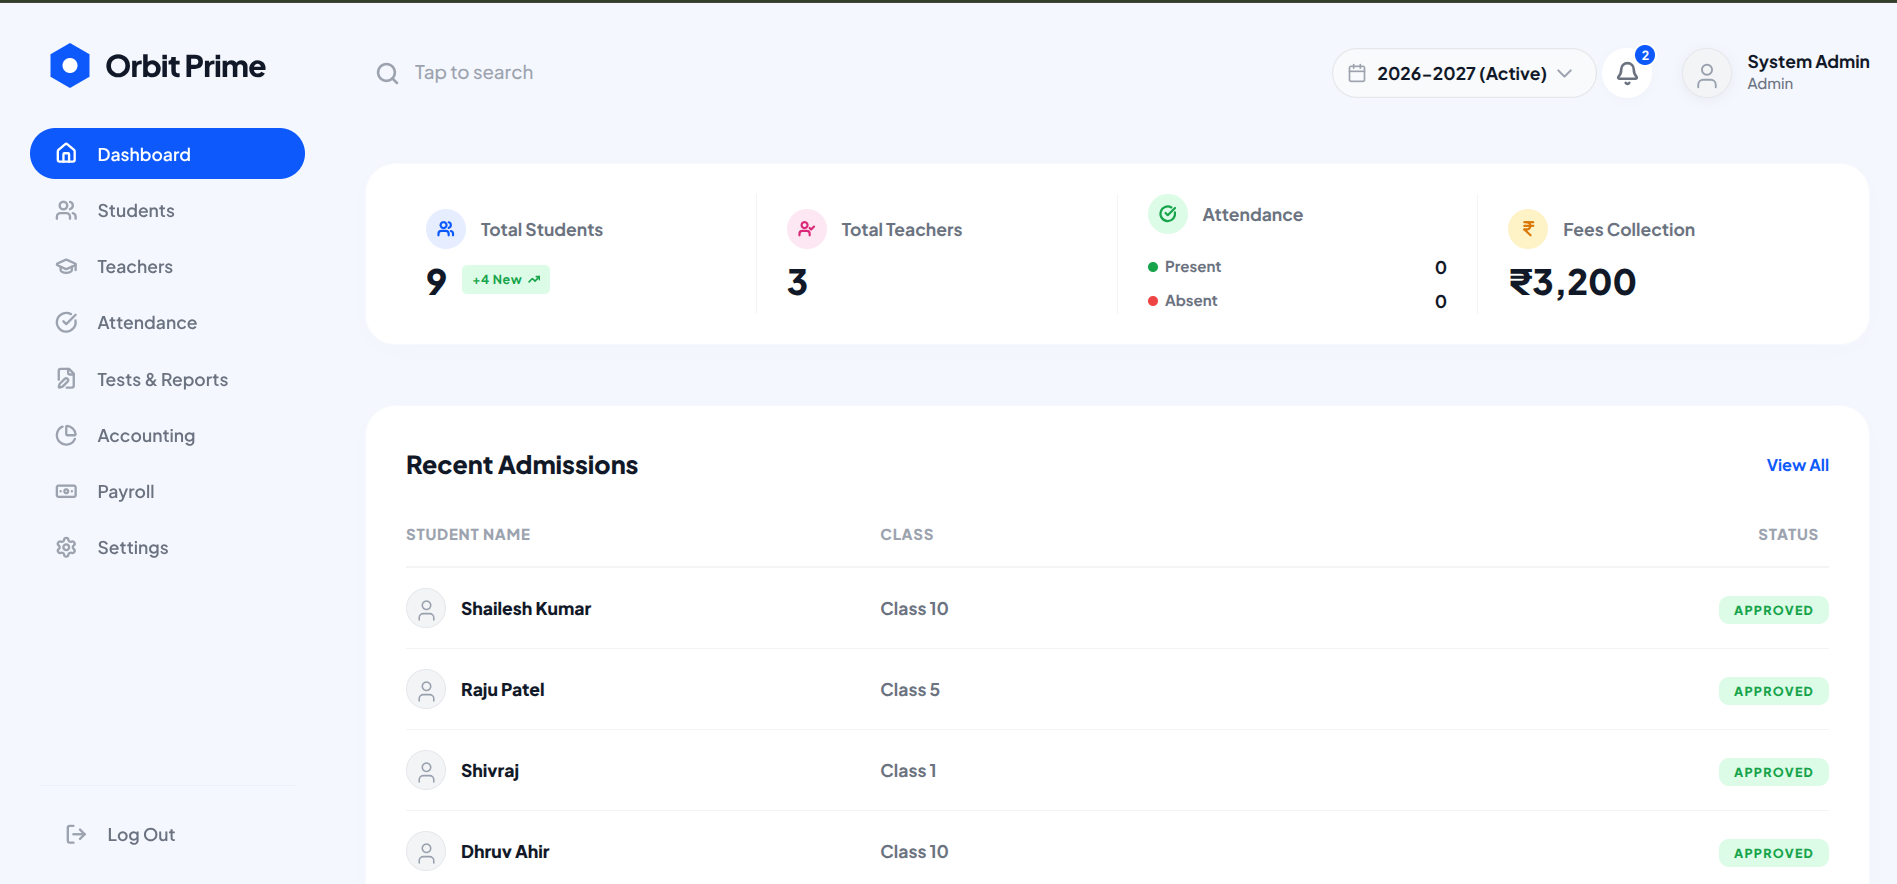 Orbit Prime
Tap to search
2026-2027 (Active)
2
System Admin
Admin
Dashboard
Students
Teachers
Attendance
Tests & Reports
Accounting
Payroll
Settings
Log Out
Total Students
9
+4 New
Total Teachers
3
Attendance
Present 0
Absent 0
Fees Collection
₹3,200
Recent Admissions
View All
STUDENT NAME CLASS STATUS
Shailesh Kumar Class 10 APPROVED
Raju Patel Class 5 APPROVED
Shivraj Class 1 APPROVED
Dhruv Ahir Class 10 APPROVED